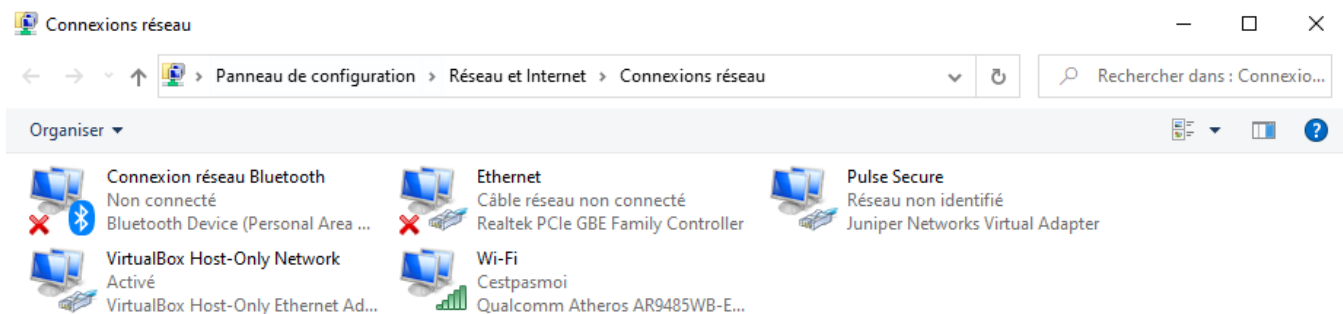 Connexions réseau
Panneau de configuration › Réseau et Internet › Connexions réseau
Rechercher dans : Connexio...
Organiser
Connexion réseau Bluetooth
Non connecté
Bluetooth Device (Personal Area ...
Ethernet
Câble réseau non connecté
Realtek PCIe GBE Family Controller
Pulse Secure
Réseau non identifié
Juniper Networks Virtual Adapter
VirtualBox Host-Only Network
Activé
VirtualBox Host-Only Ethernet Ad...
Wi-Fi
Cestpasmoi
Qualcomm Atheros AR9485WB-E...